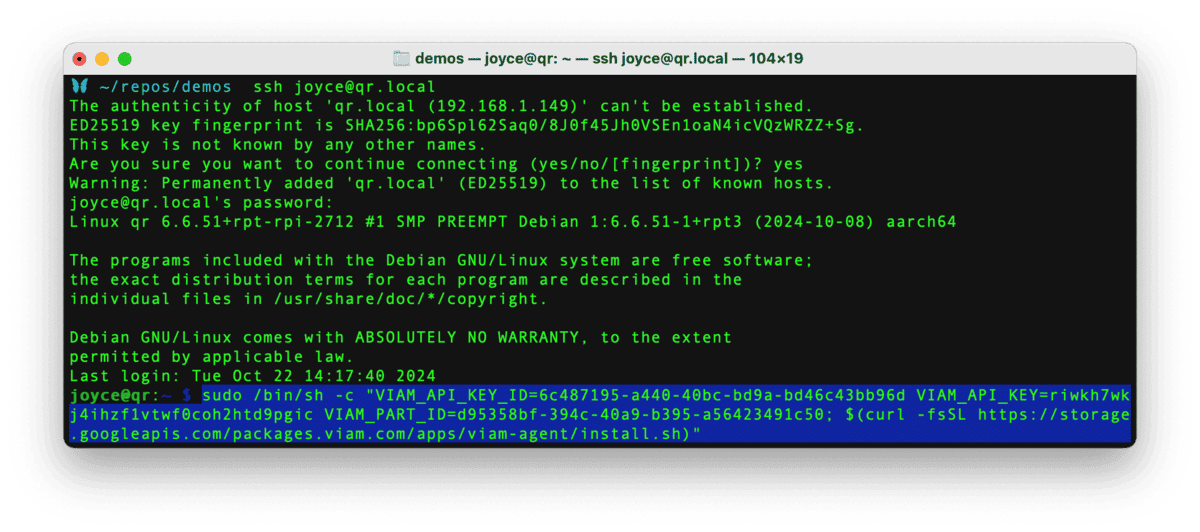 demos — joyce@qr: ~ — ssh joyce@qr.local — 104×19
~/repos/demos ssh joyce@qr.local
The authenticity of host 'qr.local (192.168.1.149)' can't be established.
ED25519 key fingerprint is SHA256:bp6Spl62Saq0/8J0f45Jh0VSEn1oaN4icVQzWRZZ+Sg.
This key is not known by any other names.
Are you sure you want to continue connecting (yes/no/[fingerprint])? yes
Warning: Permanently added 'qr.local' (ED25519) to the list of known hosts.
joyce@qr.local's password:
Linux qr 6.6.51+rpt-rpi-2712 #1 SMP PREEMPT Debian 1:6.6.51-1+rpt3 (2024-10-08) aarch64
The programs included with the Debian GNU/Linux system are free software;
the exact distribution terms for each program are described in the
individual files in /usr/share/doc/*/copyright.
Debian GNU/Linux comes with ABSOLUTELY NO WARRANTY, to the extent
permitted by applicable law.
Last login: Tue Oct 22 14:17:40 2024
joyce@qr:~ $ sudo /bin/sh -c "VIAM_API_KEY_ID=6c487195-a440-40bc-bd9a-bd46c43bb96d VIAM_API_KEY=riwkh7wk
j4ihzf1vtwf0coh2htd9pgic VIAM_PART_ID=d95358bf-394c-40a9-b395-a56423491c50; $(curl -fsSL https://storage
.googleapis.com/packages.viam.com/apps/viam-agent/install.sh)"